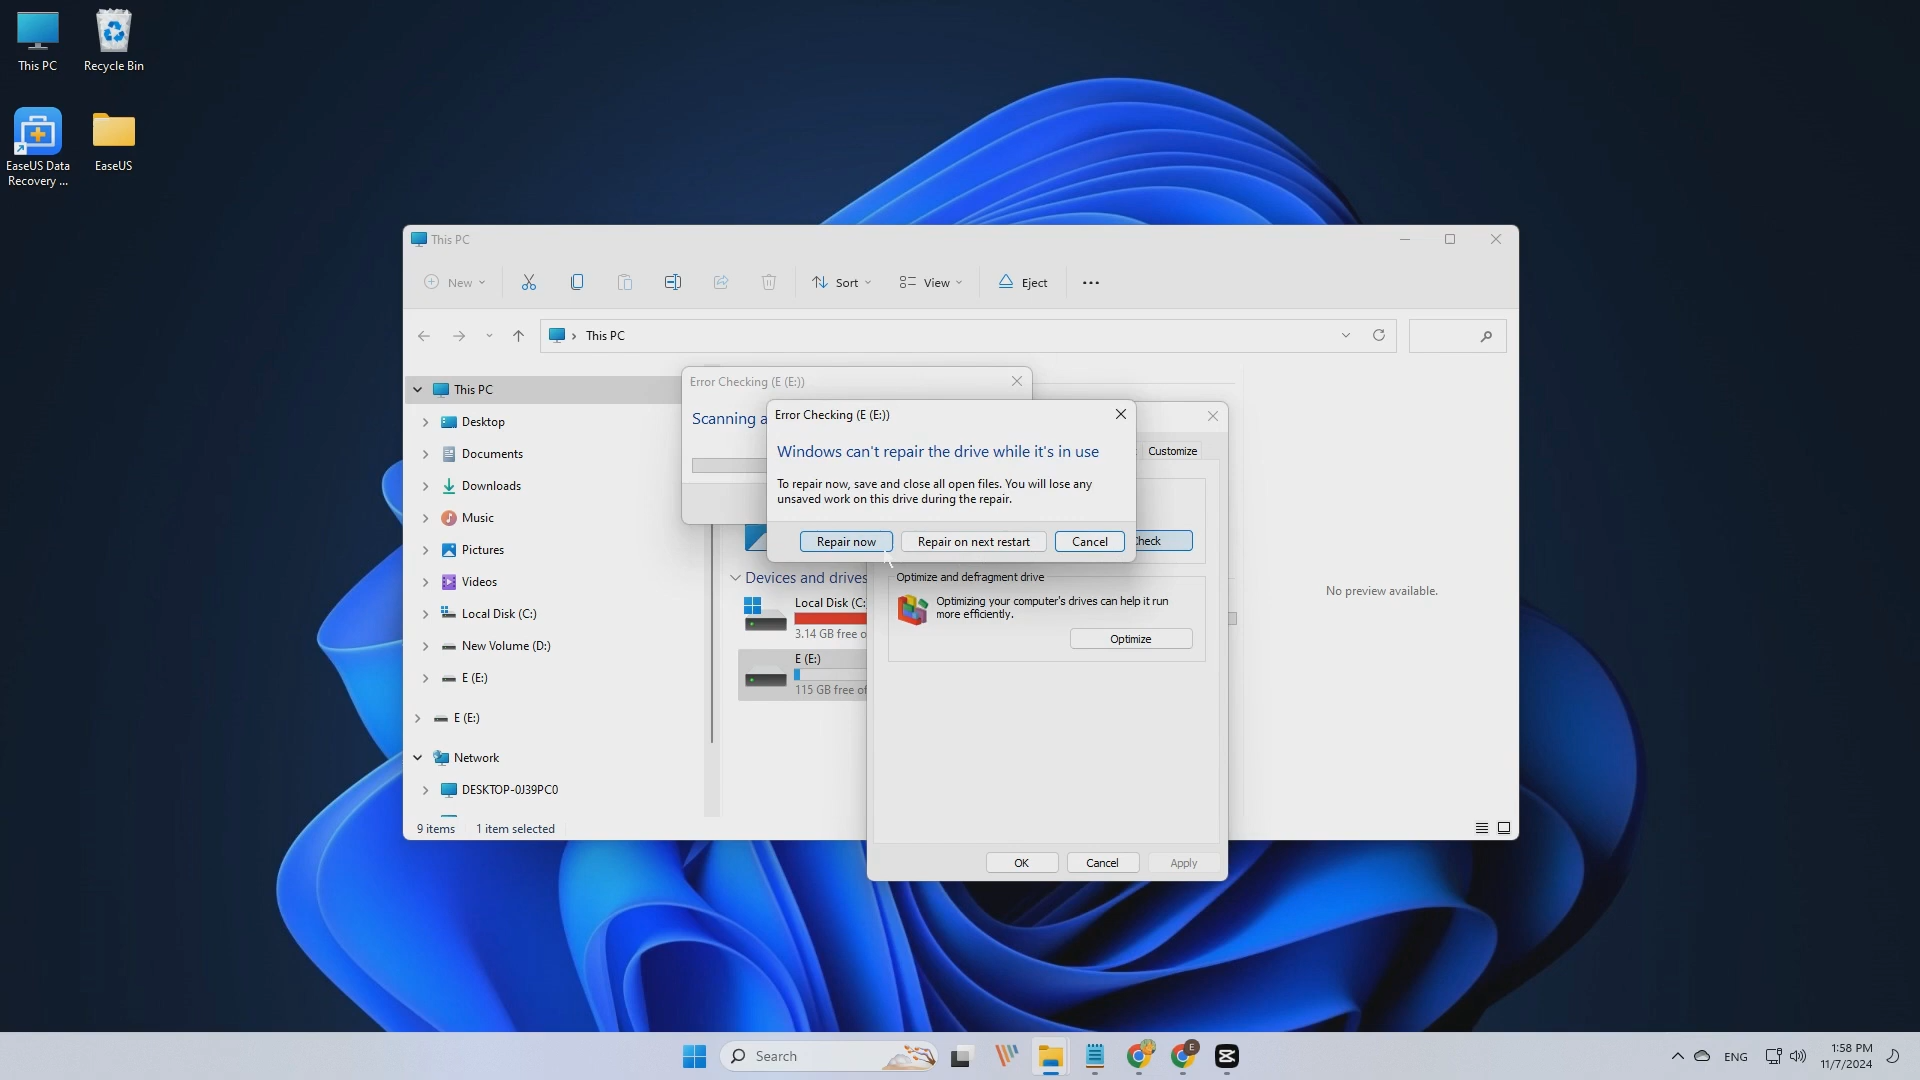 This PC
Recycle Bin
EaseUS Data
Recovery ...
EaseUS
This PC
New
Sort
View
Eject
This PC
This PC
Desktop
Documents
Downloads
Music
Pictures
Videos
Local Disk (C:)
New Volume (D:)
E (E:)
E (E:)
Network
DESKTOP-0J39PC0
9 items
1 item selected
Error Checking (E (E:))
Scanning
Error Checking (E (E:))
Windows can't repair the drive while it's in use
To repair now, save and close all open files. You will lose any
unsaved work on this drive during the repair.
Repair now
Repair on next restart
Cancel
Customize
Check
Devices and drives
Local Disk (C:
3.14 GB free
E (E:)
115 GB free
Optimize and defragment drive
Optimizing your computer's drives can help it run
more efficiently.
Optimize
OK
Cancel
Apply
No preview available.
Search
E
ENG
1:58 PM
11/7/2024